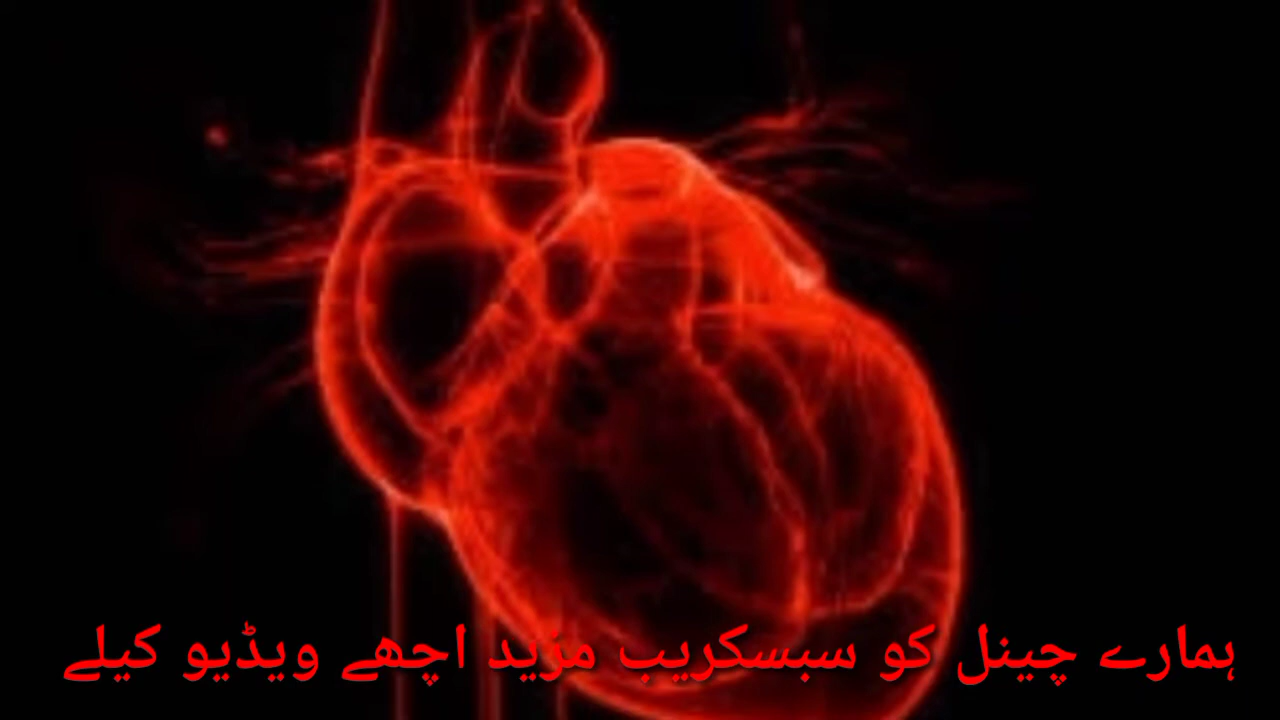 ہمارے چینل کو سبسکریب مزید اچھے ویڈیو کیلے